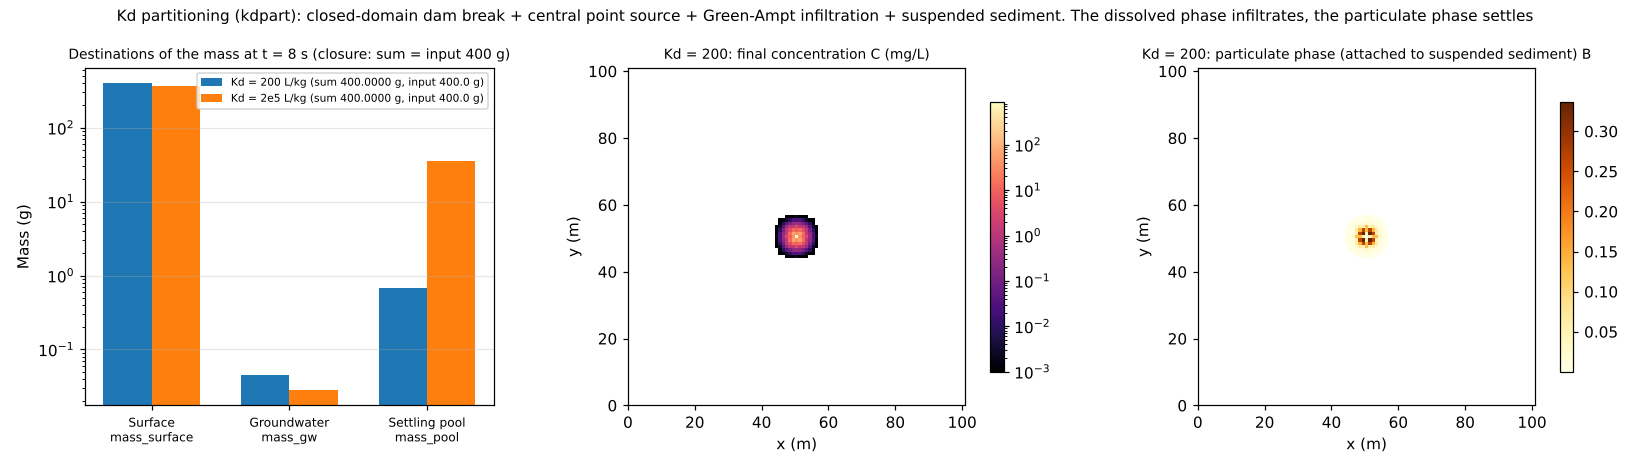 Kd partitioning (kdpart): closed-domain dam break + central point source + Green-Ampt infiltration + suspended sediment. The dissolved phase infiltrates, the particulate phase settles
Destinations of the mass at t = 8 s (closure: sum = input 400 g)
Kd = 200 L/kg (sum 400.0000 g, input 400.0 g)
Kd = 2e5 L/kg (sum 400.0000 g, input 400.0 g)
Mass (g)
10²
10¹
10⁰
10⁻¹
Surface
mass_surface
Groundwater
mass_gw
Settling pool
mass_pool
Kd = 200: final concentration C (mg/L)
y (m)
100
80
60
40
20
0
0 20 40 60 80 100
x (m)
10²
10¹
10⁰
10⁻¹
10⁻²
10⁻³
Kd = 200: particulate phase (attached to suspended sediment) B
y (m)
100
80
60
40
20
0
0 20 40 60 80 100
x (m)
0.30
0.25
0.20
0.15
0.10
0.05